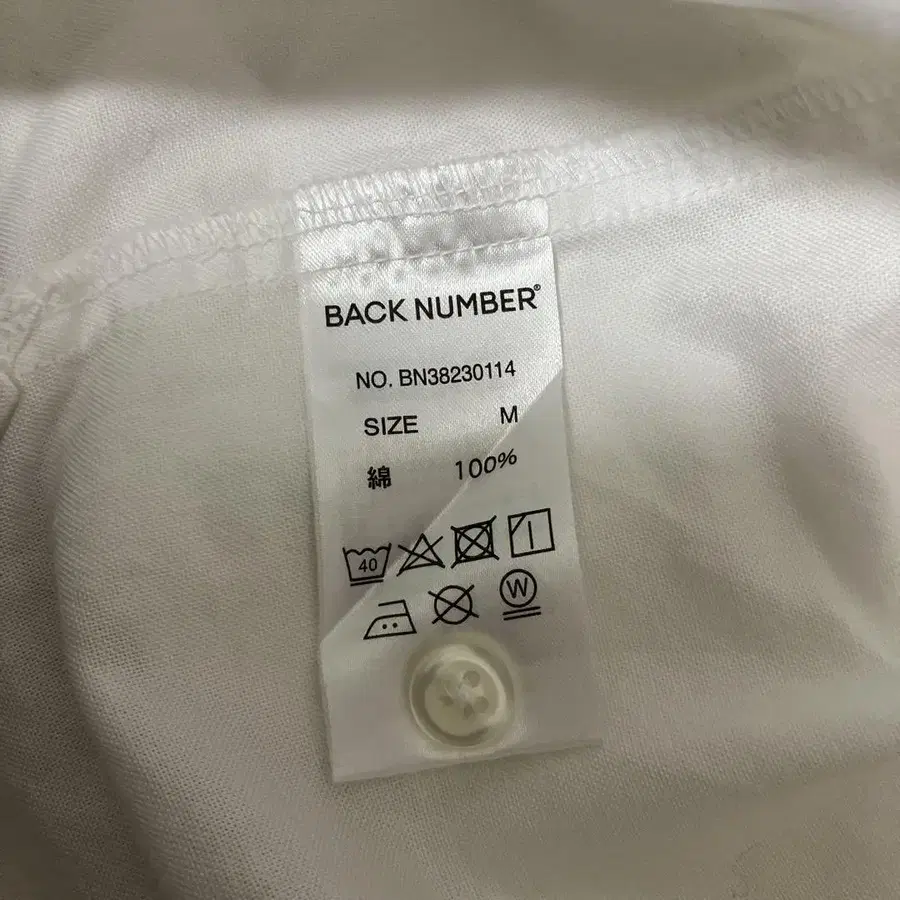 BACK NUMBER®
NO. BN38230114
SIZE M
綿 100%
40
W